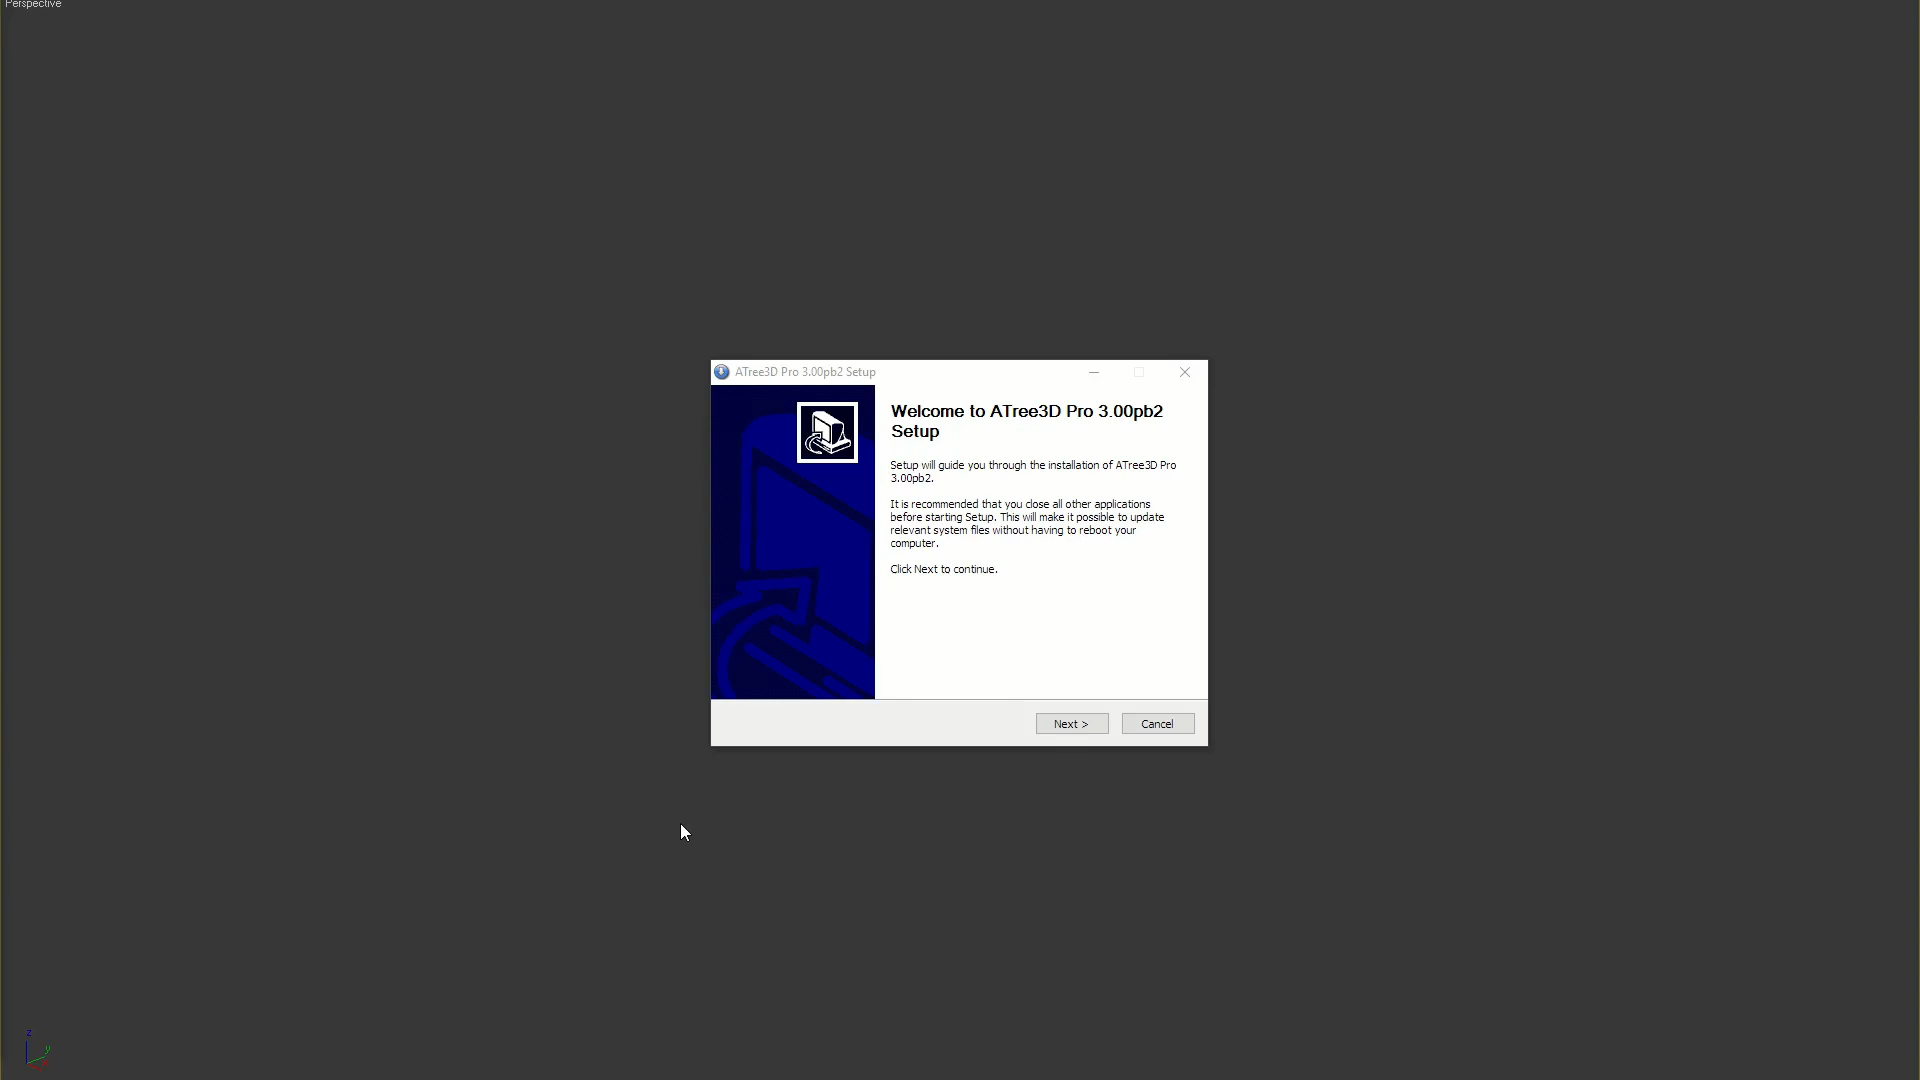 Perspective
ATree3D Pro 3.00pb2 Setup
Welcome to ATree3D Pro 3.00pb2
Setup
Setup will guide you through the installation of ATree3D Pro
3.00pb2.
It is recommended that you close all other applications
before starting Setup. This will make it possible to update
relevant system files without having to reboot your
computer.
Click Next to continue.
Next >
Cancel
z
y